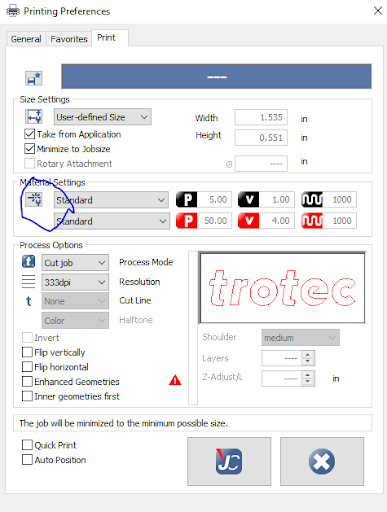 Printing Preferences
General Favorites Print
---
Size Settings
User-defined Size Width 1.535 in
Take from Application Height 0.551 in
Minimize to Jobsize
Rotary Attachment ø ---- in
Material Settings
Standard P 5.00 V 1.00 1000
Standard P 50.00 V 4.00 1000
Process Options
Cut job Process Mode
333dpi Resolution
t None Cut Line
Color Halftone
trotec
Invert
Flip vertically
Flip horizontal
Enhanced Geometries
Inner geometries first
Shoulder medium
Layers ----
Z-Adjust/L ---- in
The job will be minimized to the minimum possible size.
Quick Print
Auto Position
JC